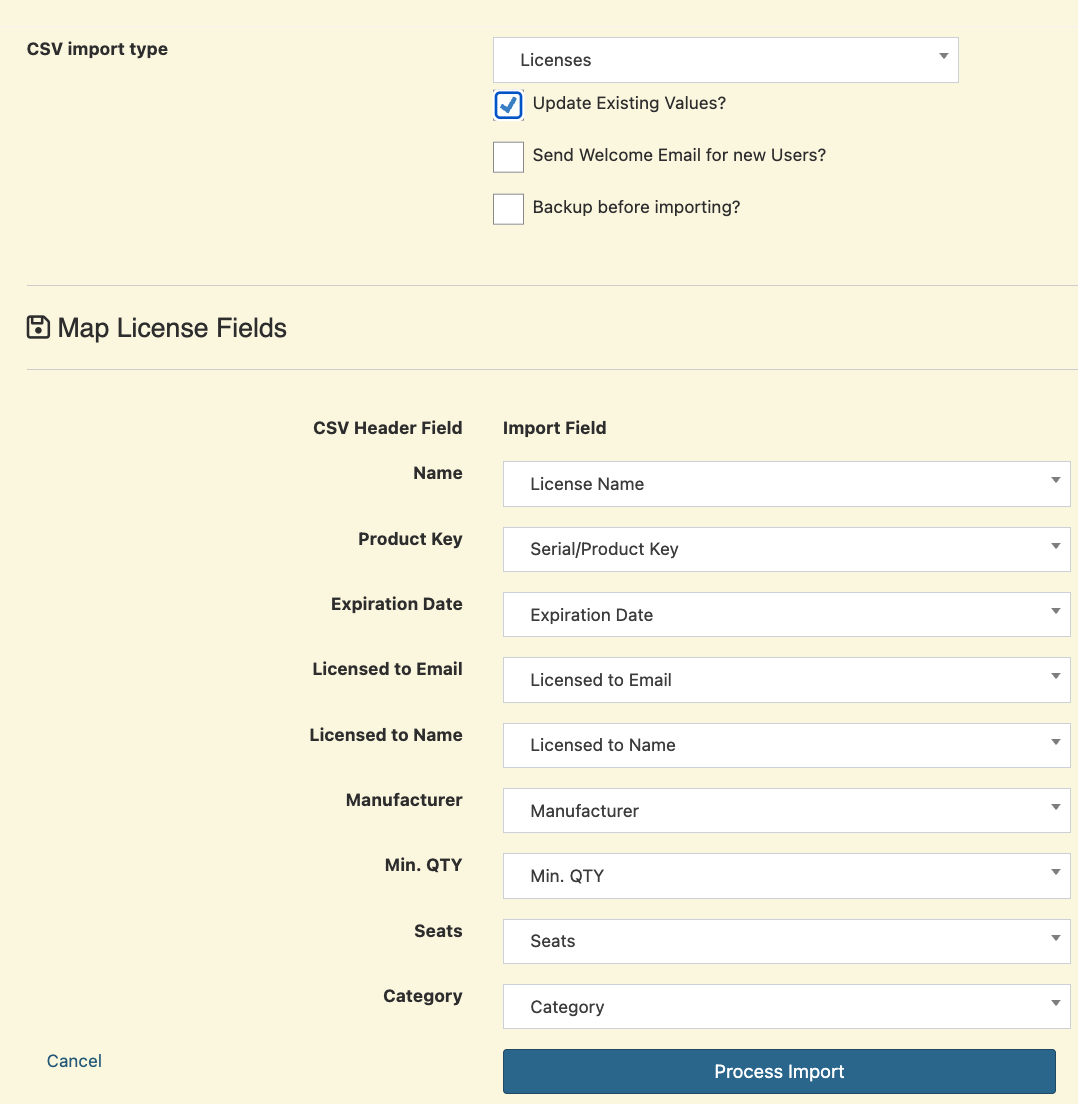 CSV import type
Licenses
Update Existing Values?
Send Welcome Email for new Users?
Backup before importing?
Map License Fields
CSV Header Field Import Field
Name License Name
Product Key Serial/Product Key
Expiration Date Expiration Date
Licensed to Email Licensed to Email
Licensed to Name Licensed to Name
Manufacturer Manufacturer
Min. QTY Min. QTY
Seats Seats
Category Category
Cancel Process Import